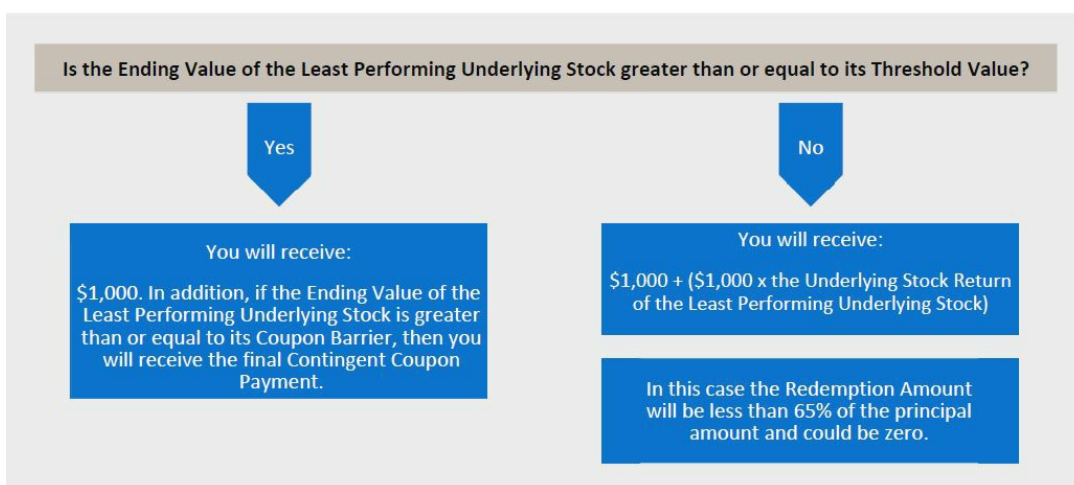 Is the Ending Value of the Least Performing Underlying Stock greater than or equal to its Threshold Value?
Yes
No
You will receive:
$1,000. In addition, if the Ending Value of the
Least Performing Underlying Stock is greater
than or equal to its Coupon Barrier, then you
will receive the final Contingent Coupon
Payment.
You will receive:
$1,000 + ($1,000 x the Underlying Stock Return
of the Least Performing Underlying Stock)
In this case the Redemption Amount
will be less than 65% of the principal
amount and could be zero.